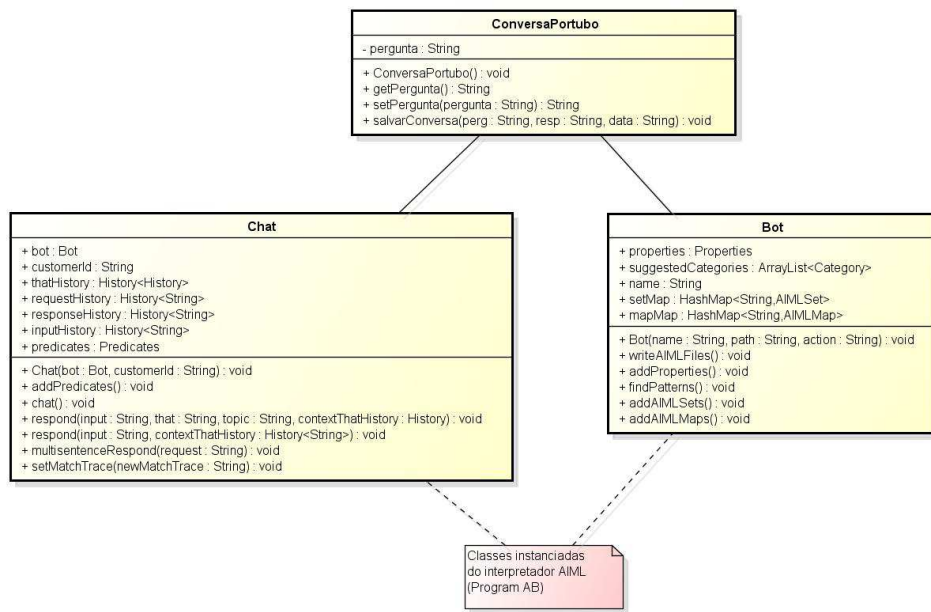 ConversaPortubo
- pergunta : String
+ ConversaPortubo() : void
+ getPergunta() : String
+ setPergunta(pergunta : String) : String
+ salvarConversa(perg : String, resp : String, data : String) : void
Chat
+ bot : Bot
+ customerId : String
+ thatHistory : History<History>
+ requestHistory : History<String>
+ responseHistory : History<String>
+ inputHistory : History<String>
+ predicates : Predicates
+ Chat(bot : Bot, customerId : String) : void
+ addPredicates() : void
+ chat() : void
+ respond(input : String, that : String, topic : String, contextThatHistory : History) : void
+ respond(input : String, contextThatHistory : History<String>) : void
+ multisentenceRespond(request : String) : void
+ setMatchTrace(newMatchTrace : String) : void
Bot
+ properties : Properties
+ suggestedCategories : ArrayList<Category>
+ name : String
+ setMap : HashMap<String,AIMLSet>
+ mapMap : HashMap<String,AIMLMap>
+ Bot(name : String, path : String, action : String) : void
+ writeAIMLFiles() : void
+ addProperties() : void
+ findPatterns() : void
+ addAIMLSets() : void
+ addAIMLMaps() : void
Classes instanciadas
do interpretador AIML
(Program AB)